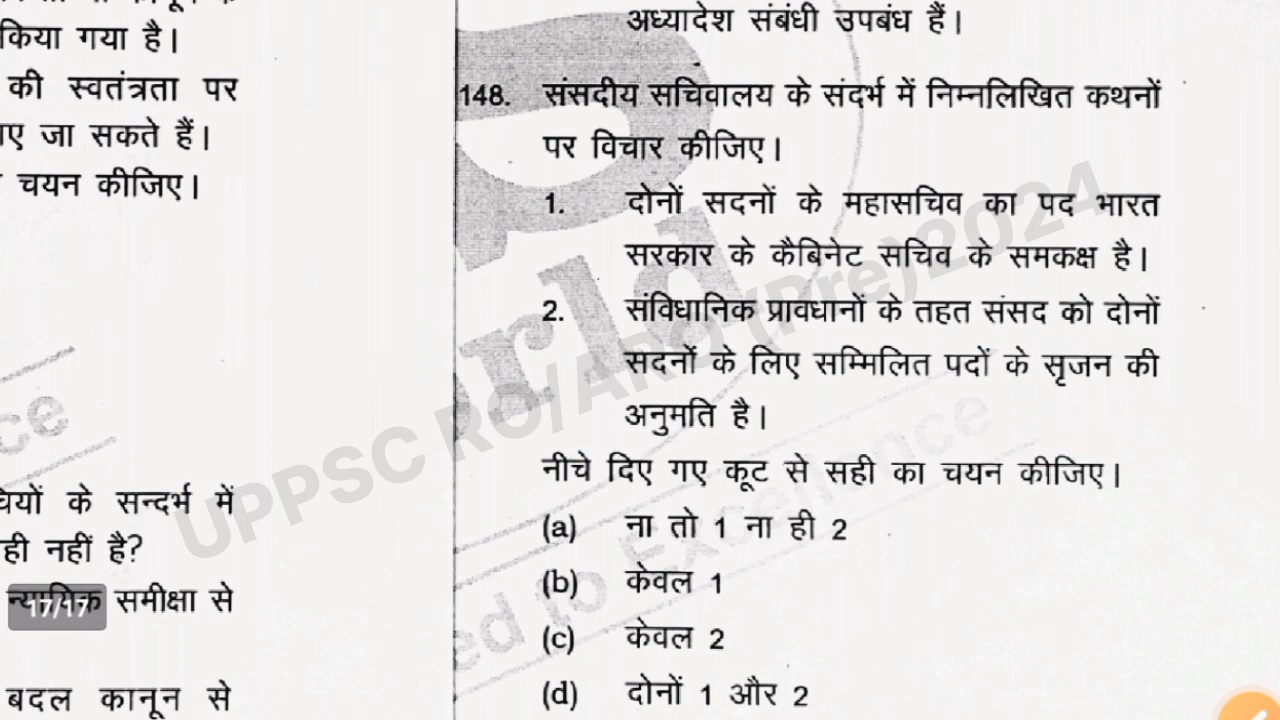 किया गया है।
की स्वतंत्रता पर
जा सकते हैं।
चयन कीजिए।
के सन्दर्भ में
ही नहीं है?
न्यायिक समीक्षा से
17/17
बदल कानून से
अध्यादेश संबंधी उपबंध हैं।
148. संसदीय सचिवालय के संदर्भ में निम्नलिखित कथनों
पर विचार कीजिए।
1. दोनों सदनों के महासचिव का पद भारत
सरकार के कैबिनेट सचिव के समकक्ष है।
2. संविधानिक प्रावधानों के तहत संसद को दोनों
सदनों के लिए सम्मिलित पदों के सृजन की
अनुमति है।
नीचे दिए गए कूट से सही का चयन कीजिए।
(a) ना तो 1 ना ही 2
(b) केवल 1
(c) केवल 2
(d) दोनों 1 और 2
UPPSC RO/ARO (Pre) 2024